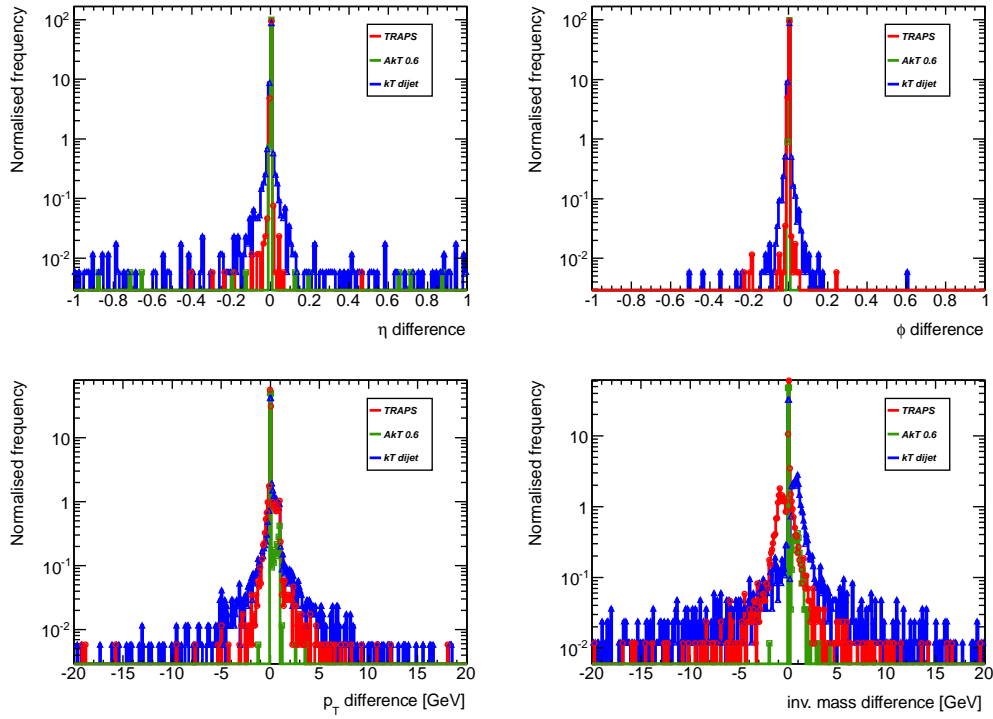 Normalised frequency
10²
10
1
10⁻¹
10⁻²
TRAPS
AkT 0.6
kT dijet
-1 -0.8 -0.6 -0.4 -0.2 0 0.2 0.4 0.6 0.8 1
η difference
Normalised frequency
10²
10
1
10⁻¹
10⁻²
TRAPS
AkT 0.6
kT dijet
-1 -0.8 -0.6 -0.4 -0.2 0 0.2 0.4 0.6 0.8 1
ϕ difference
Normalised frequency
10
1
10⁻¹
10⁻²
TRAPS
AkT 0.6
kT dijet
-20 -15 -10 -5 0 5 10 15 20
p_T difference [GeV]
Normalised frequency
10
1
10⁻¹
10⁻²
TRAPS
AkT 0.6
kT dijet
-20 -15 -10 -5 0 5 10 15 20
inv. mass difference [GeV]